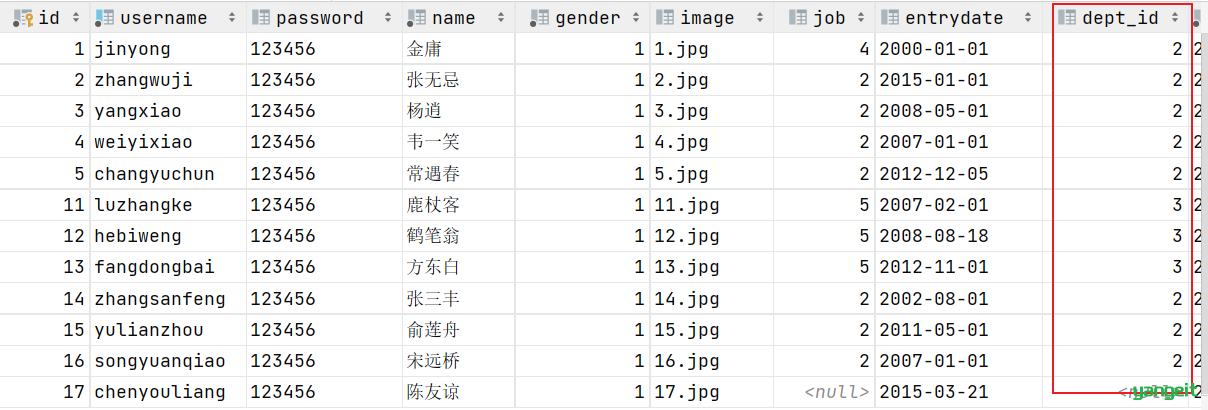 id username password name gender image job entrydate dept_id
1 jinyong 123456 金庸 1 1.jpg 4 2000-01-01 2 2
2 zhangwuji 123456 张无忌 1 2.jpg 2 2015-01-01 2 2
3 yangxiao 123456 杨逍 1 3.jpg 2 2008-05-01 2 2
4 weiyixiao 123456 韦一笑 1 4.jpg 2 2007-01-01 2 2
5 changyuchun 123456 常遇春 1 5.jpg 2 2012-12-05 2 2
11 luzhangke 123456 鹿杖客 1 11.jpg 5 2007-02-01 3 2
12 hebiweng 123456 鹤笔翁 1 12.jpg 5 2008-08-18 3 2
13 fangdongbai 123456 方东白 1 13.jpg 5 2012-11-01 3 2
14 zhangsanfeng 123456 张三丰 1 14.jpg 2 2002-08-01 2 2
15 yulianzhou 123456 俞莲舟 1 15.jpg 2 2011-05-01 2 2
16 songyuanqiao 123456 宋远桥 1 16.jpg 2 2007-01-01 2 2
17 chenyouliang 123456 陈友谅 1 17.jpg <null> 2015-03-21 <null> 2
yangeit